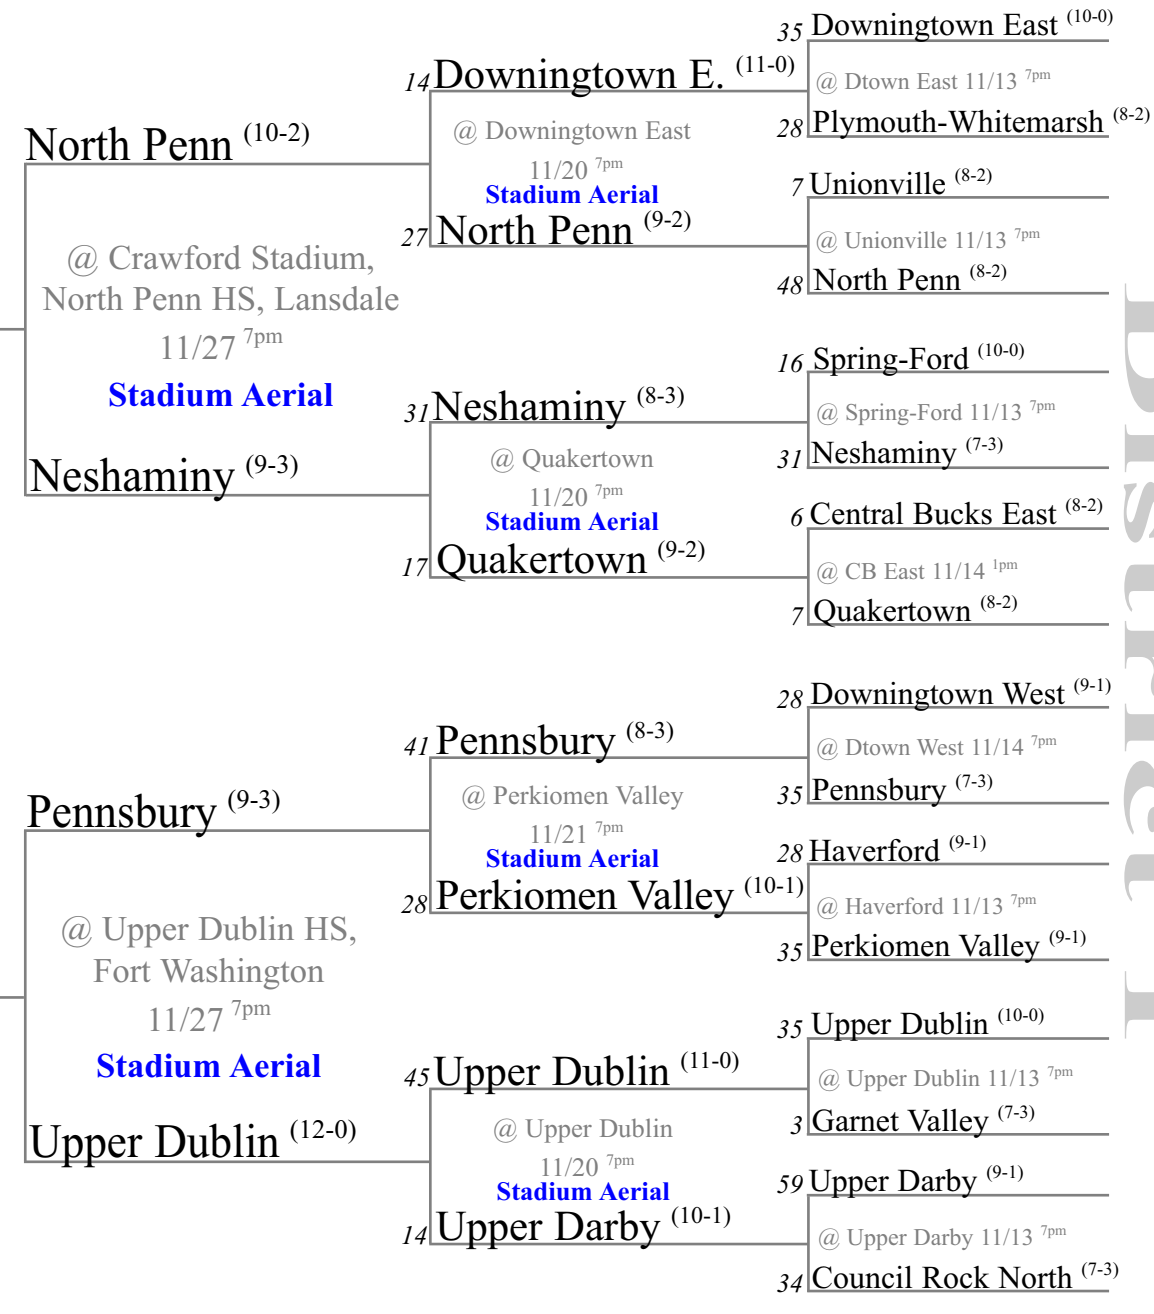 35 Downingtown East (10-0)
@ Dtown East 11/13 7pm
28 Plymouth-Whitemarsh (8-2)
7 Unionville (8-2)
@ Unionville 11/13 7pm
48 North Penn (8-2)
16 Spring-Ford (10-0)
@ Spring-Ford 11/13 7pm
31 Neshaminy (7-3)
6 Central Bucks East (8-2)
@ CB East 11/14 1pm
7 Quakertown (8-2)
28 Downingtown West (9-1)
@ Dtown West 11/14 7pm
35 Pennsbury (7-3)
28 Haverford (9-1)
@ Haverford 11/13 7pm
35 Perkiomen Valley (9-1)
35 Upper Dublin (10-0)
@ Upper Dublin 11/13 7pm
3 Garnet Valley (7-3)
59 Upper Darby (9-1)
@ Upper Darby 11/13 7pm
34 Council Rock North (7-3)
14 Downingtown E. (11-0)
@ Downingtown East
11/20 7pm
Stadium Aerial
27 North Penn (9-2)
31 Neshaminy (8-3)
@ Quakertown
11/20 7pm
Stadium Aerial
17 Quakertown (9-2)
41 Pennsbury (8-3)
@ Perkiomen Valley
11/21 7pm
Stadium Aerial
28 Perkiomen Valley (10-1)
45 Upper Dublin (11-0)
@ Upper Dublin
11/20 7pm
Stadium Aerial
14 Upper Darby (10-1)
North Penn (10-2)
@ Crawford Stadium,
North Penn HS, Lansdale
11/27 7pm
Stadium Aerial
Neshaminy (9-3)
Pennsbury (9-3)
@ Upper Dublin HS,
Fort Washington
11/27 7pm
Stadium Aerial
Upper Dublin (12-0)
District 1